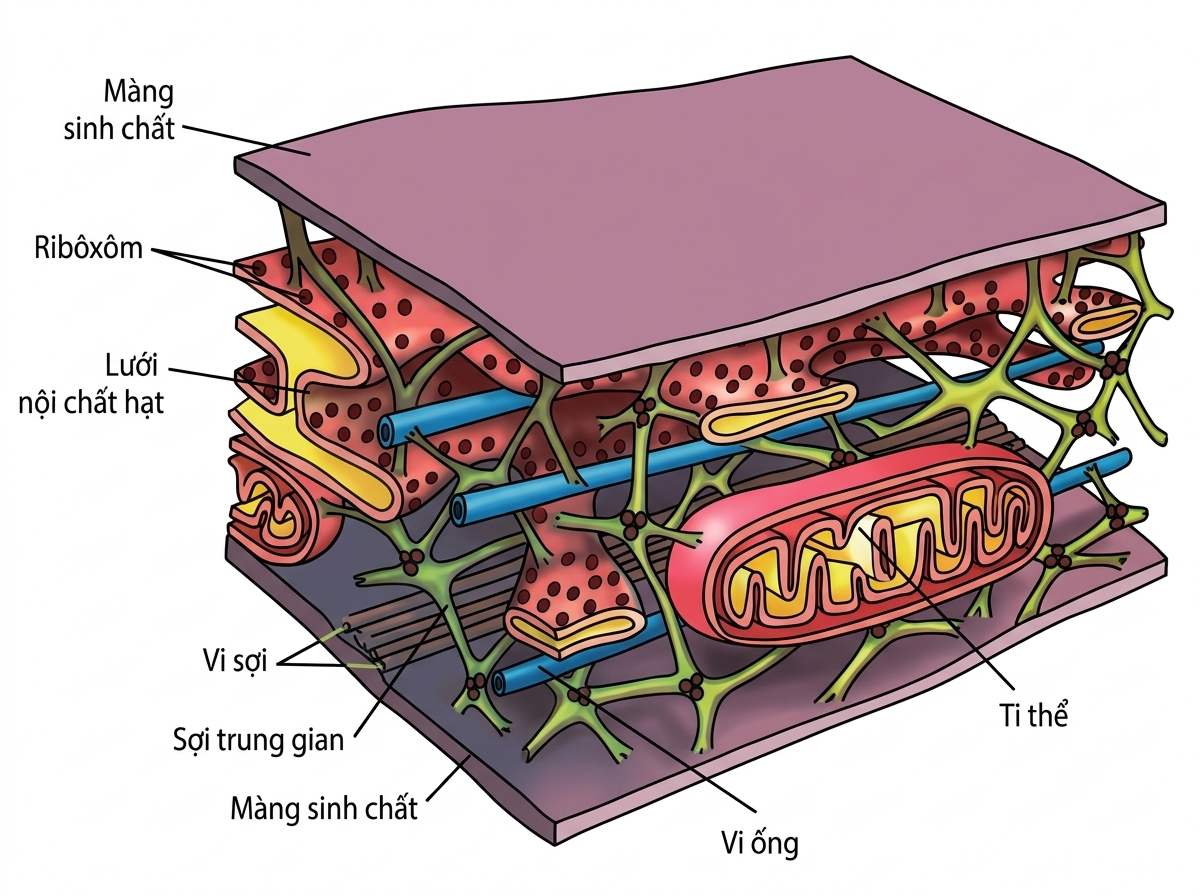 Màng
sinh chất
Ribôxôm
Lưới
nội chất hạt
Vi sợi
Sợi trung gian
Màng sinh chất
Vi ống
Ti thể